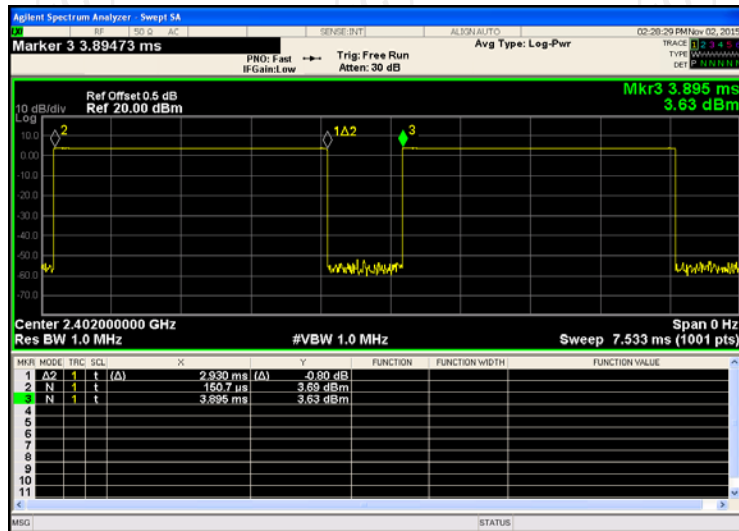 Agilent Spectrum Analyzer - Swept SA
LXI RF 50 Ω AC SENSE:INT ALIGNAUTO 02:28:29 PM Nov 02, 2015
Marker 3 3.89473 ms
PNO: Fast
IFGain:Low
Trig: Free Run
Atten: 30 dB
Avg Type: Log-Pwr
TRACE 1 2 3 4 5
TYPE
DET P N N N N
Mkr3 3.895 ms
3.63 dBm
Ref Offset 0.5 dB
10 dB/div Ref 20.00 dBm
Log
10.0
0.00
-10.0
-20.0
-30.0
-40.0
-50.0
-60.0
-70.0
2
1Δ2
3
Center 2.402000000 GHz Span 0 Hz
Res BW 1.0 MHz #VBW 1.0 MHz Sweep 7.533 ms (1001 pts)
MKR MODE TRC SCL X Y FUNCTION FUNCTION WIDTH FUNCTION VALUE
1 Δ2 1 t (Δ) 2.930 ms (Δ) -0.80 dB
2 N 1 t 150.7 µs 3.69 dBm
3 N 1 t 3.895 ms 3.63 dBm
4
5
6
7
8
9
10
11
MSG STATUS